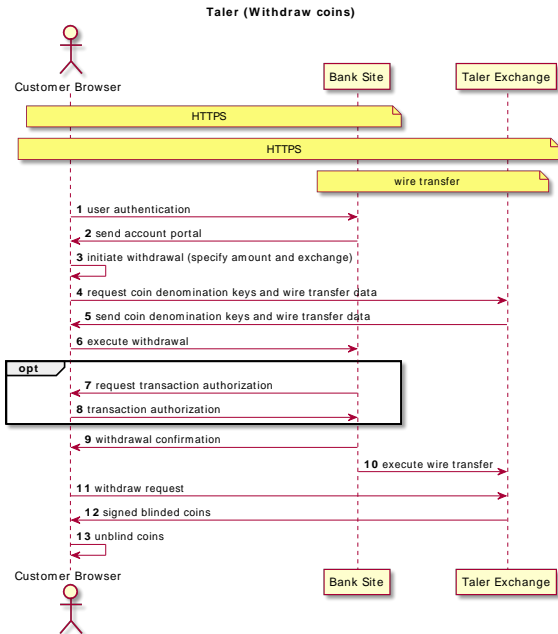 Taler (Withdraw coins)
Customer Browser
Bank Site
Taler Exchange
HTTPS
HTTPS
wire transfer
1 user authentication
2 send account portal
3 initiate withdrawal (specify amount and exchange)
4 request coin denomination keys and wire transfer data
5 send coin denomination keys and wire transfer data
6 execute withdrawal
opt
7 request transaction authorization
8 transaction authorization
9 withdrawal confirmation
10 execute wire transfer
11 withdraw request
12 signed blinded coins
13 unblind coins
Customer Browser
Bank Site
Taler Exchange